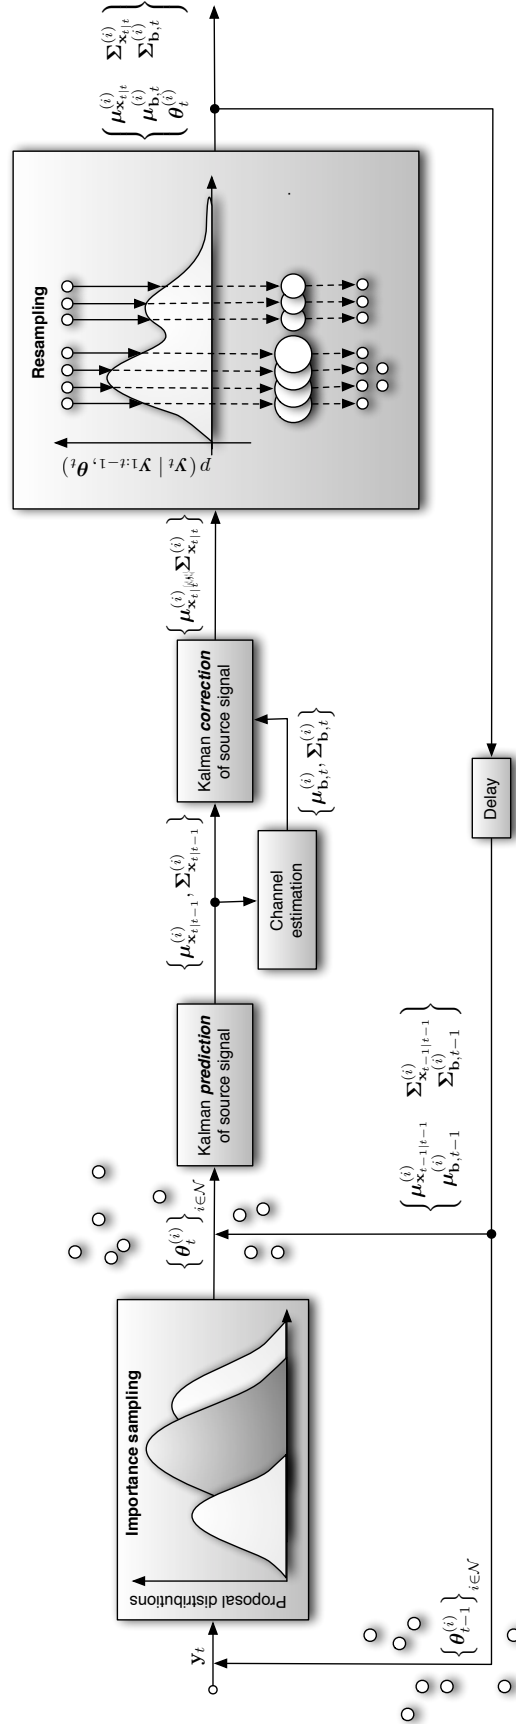 y_t
Importance sampling
Proposal distributions
{θ_t^{(i)}}_{i∈N}
Kalman prediction
of source signal
{μ_{x_{t|t-1}}^{(i)}, Σ_{x_{t|t-1}}^{(i)}}
Channel
estimation
{μ_{b,t}^{(i)}, Σ_{b,t}^{(i)}}
Kalman correction
of source signal
{μ_{x_{t|t}}^{(i)}, Σ_{x_{t|t}}^{(i)}}
Resampling
p(y_t | y_{1:t-1}, θ_t)
{μ_{x_{t|t}}^{(i)} Σ_{x_{t|t}}^{(i)}
μ_{b,t}^{(i)} Σ_{b,t}^{(i)}
θ_t^{(i)}}
Delay
{μ_{x_{t-1|t-1}}^{(i)} Σ_{x_{t-1|t-1}}^{(i)}
μ_{b,t-1}^{(i)} Σ_{b,t-1}^{(i)}}
{θ_{t-1}^{(i)}}_{i∈N}